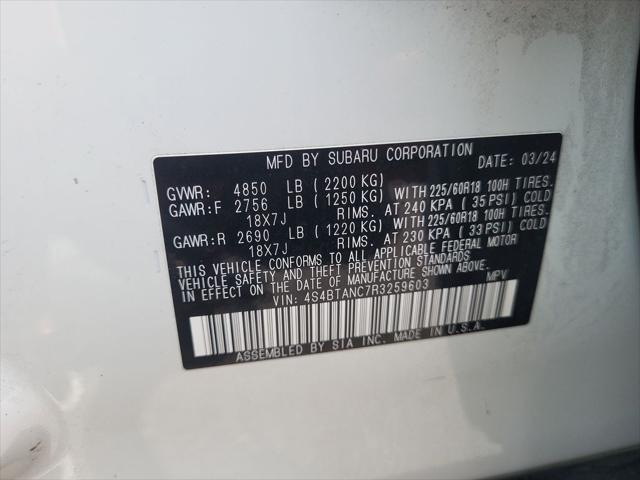 MFD BY SUBARU CORPORATION DATE: 03/24
GVWR: 4850 LB (2200 KG)
GAWR:F 2756 LB (1250 KG) WITH 225/60R18 100H TIRES.
18X7J RIMS. AT 240 KPA (35 PSI) COLD
GAWR:R 2690 LB (1220 KG) WITH 225/60R18 100H TIRES.
18X7J RIMS. AT 230 KPA (33 PSI) COLD
THIS VEHICLE CONFORMS TO ALL APPLICABLE FEDERAL MOTOR
VEHICLE SAFETY AND THEFT PREVENTION STANDARDS
IN EFFECT ON THE DATE OF MANUFACTURE SHOWN ABOVE.
VIN: 4S4BTANC7R3259603 MPV
ASSEMBLED BY SIA INC. MADE IN U.S.A.